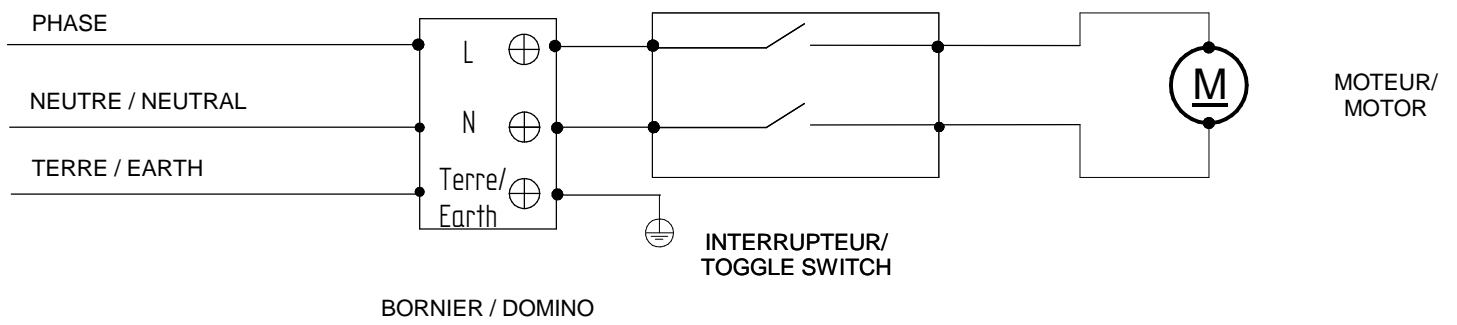 PHASE
L
NEUTRE / NEUTRAL
N
TERRE / EARTH
Terre/
Earth
BORNIER / DOMINO
INTERRUPTEUR/
TOGGLE SWITCH
M
MOTEUR/
MOTOR